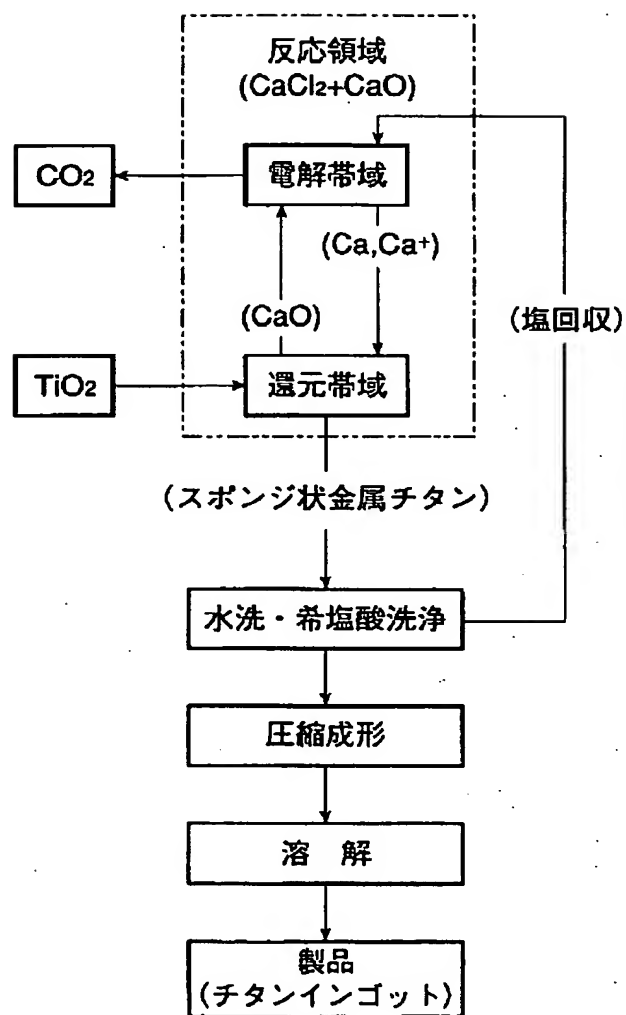 反応領域
(CaCl2+CaO)
CO2
電解帯域
(Ca,Ca+)
(CaO)
(塩回収)
TiO2
還元帯域
(スポンジ状金属チタン)
水洗・希塩酸洗浄
圧縮成形
溶　解
製品
(チタンインゴット)